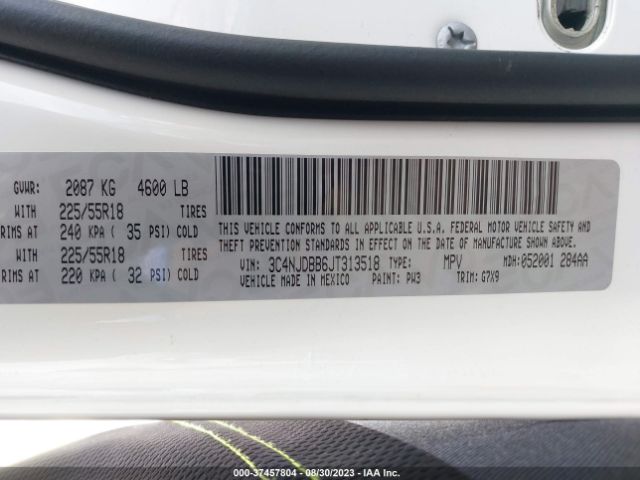 GVWR: 2087 KG 4600 LB
WITH 225/55R18 TIRES
RIMS AT 240 KPA ( 35 PSI) COLD
WITH 225/55R18 TIRES
RIMS AT 220 KPA ( 32 PSI) COLD
THIS VEHICLE CONFORMS TO ALL APPLICABLE U.S.A. FEDERAL MOTOR VEHICLE SAFETY AND
THEFT PREVENTION STANDARDS IN EFFECT ON THE DATE OF MANUFACTURE SHOWN ABOVE.
VIN: 3C4NJDBB6JT313518 TYPE: MPV MDH:052001 284AA
VEHICLE MADE IN MEXICO PAINT: PW3 TRIM: G7X9
000-37457804 - 08/30/2023 - IAA Inc.